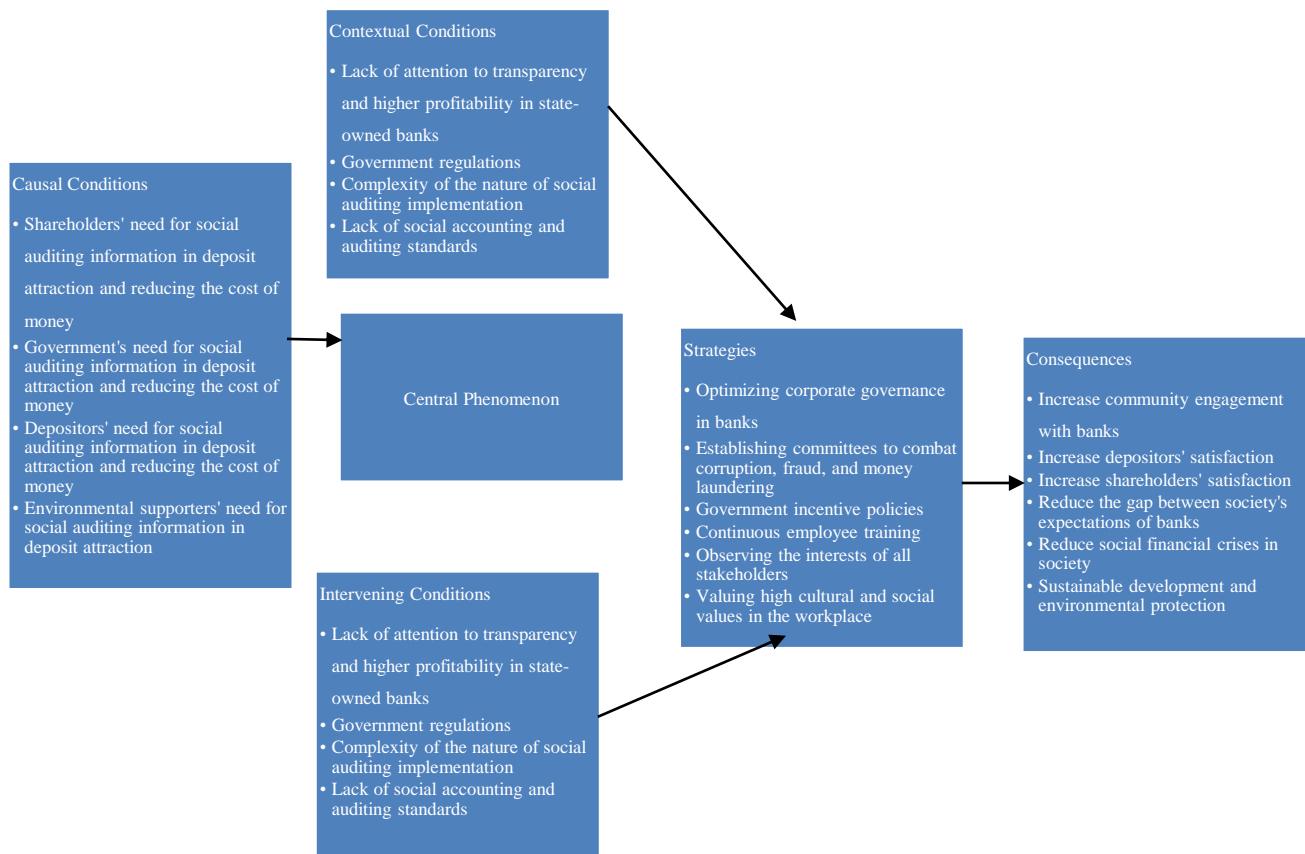 Contextual Conditions
• Lack of attention to transparency
and higher profitability in state-
owned banks
• Government regulations
• Complexity of the nature of social
auditing implementation
• Lack of social accounting and
auditing standards
Causal Conditions
• Shareholders' need for social
auditing information in deposit
attraction and reducing the cost of
money
• Government's need for social
auditing information in deposit
attraction and reducing the cost of
money
• Depositors' need for social
auditing information in deposit
attraction and reducing the cost of
money
• Environmental supporters' need for
social auditing information in
deposit attraction
Central Phenomenon
Intervening Conditions
• Lack of attention to transparency
and higher profitability in state-
owned banks
• Government regulations
• Complexity of the nature of social
auditing implementation
• Lack of social accounting and
auditing standards
Strategies
• Optimizing corporate governance
in banks
• Establishing committees to combat
corruption, fraud, and money
laundering
• Government incentive policies
• Continuous employee training
• Observing the interests of all
stakeholders
• Valuing high cultural and social
values in the workplace
Consequences
• Increase community engagement
with banks
• Increase depositors' satisfaction
• Increase shareholders' satisfaction
• Reduce the gap between society's
expectations of banks
• Reduce social financial crises in
society
• Sustainable development and
environmental protection